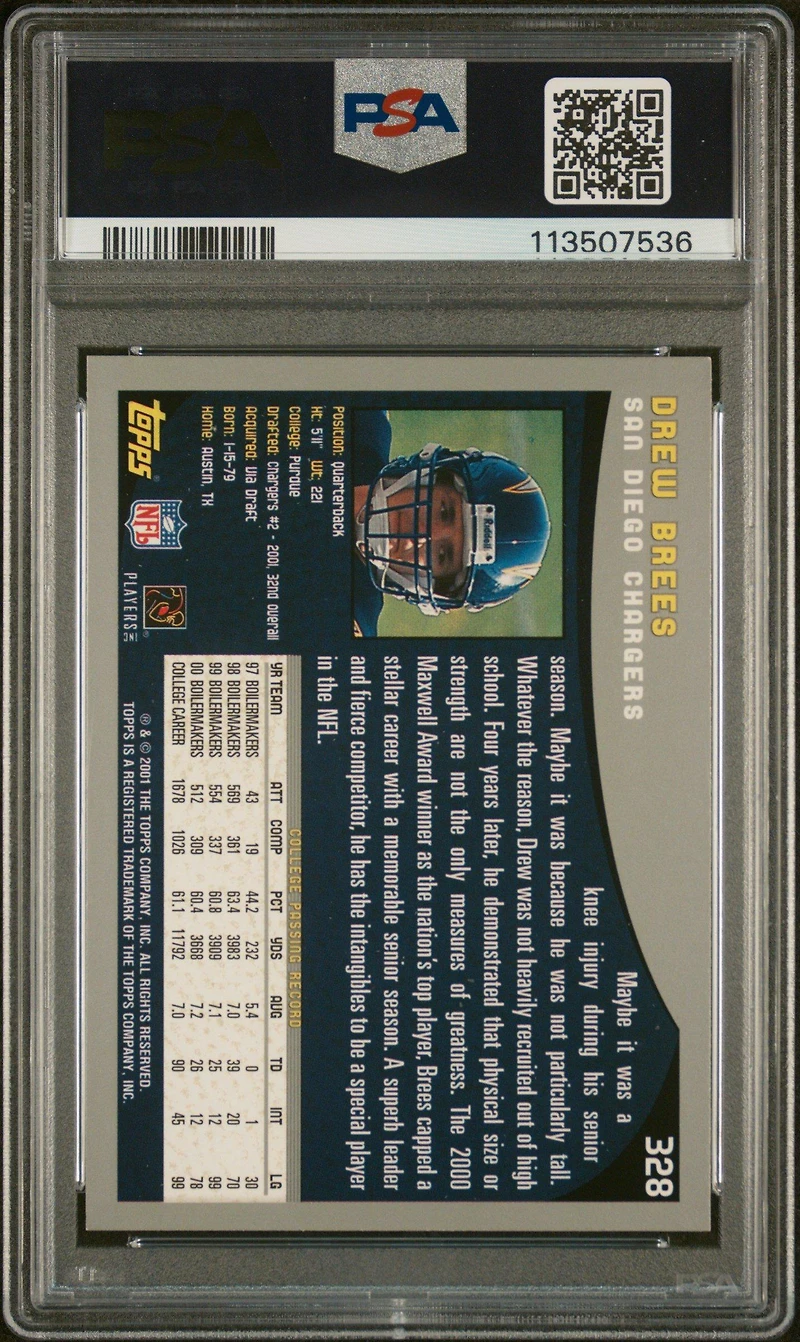 PSA
113507536
DREW BREES
SAN DIEGO CHARGERS
328
Riddell
Maybe it was a
knee injury during his senior
season. Maybe it was because he was not particularly tall.
Whatever the reason, Drew was not heavily recruited out of high
school. Four years later, he demonstrated that physical size or
strength are not the only measures of greatness. The 2000
Maxwell Award winner as the nation's top player, Brees capped a
stellar career with a memorable senior season. A superb leader
and fierce competitor, he has the intangibles to be a special player
in the NFL.
Position: Quarterback
Ht: 5'11" Wt: 221
College: Purdue
Drafted: Chargers #2 - 2001, 32nd overall
Acquired: Via Draft
Born: 1-15-79
Home: Austin, TX
COLLEGE PASSING RECORD
YR TEAM ATT COMP PCT YDS AVG TD INT LG
97 BOILERMAKERS 43 19 44.2 232 5.4 0 1 30
98 BOILERMAKERS 569 361 63.4 3983 7.0 39 20 70
99 BOILERMAKERS 554 337 60.8 3909 7.1 25 12 99
00 BOILERMAKERS 512 309 60.4 3668 7.2 26 12 78
COLLEGE CAREER 1678 1026 61.1 11792 7.0 90 45 99
Topps
NFL
PLAYERS INC
® & © 2001 THE TOPPS COMPANY, INC. ALL RIGHTS RESERVED.
TOPPS IS A REGISTERED TRADEMARK OF THE TOPPS COMPANY, INC.
PSA